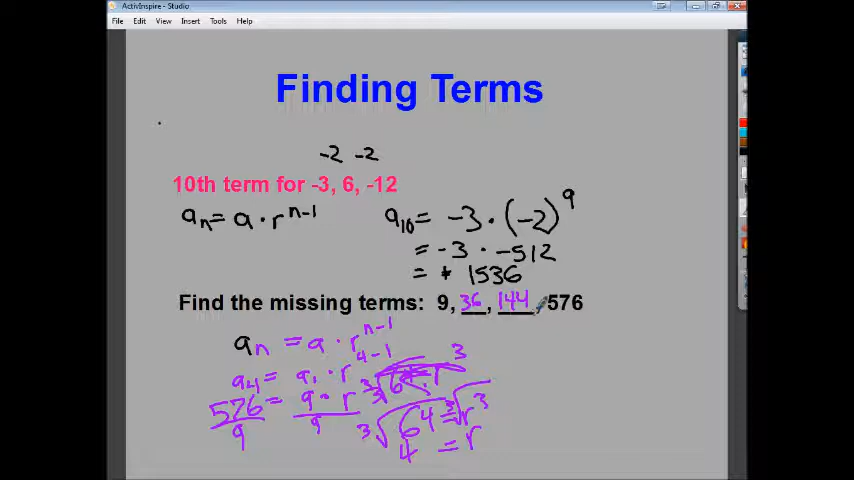 ActivInspire - Studio
File Edit View Insert Tools Help
Finding Terms
-2 -2
10th term for -3, 6, -12
aₙ = a · rⁿ⁻¹
a₁₀ = -3 · (-2)⁹
= -3 · -512
= + 1536
Find the missing terms: 9, 36, 144, 576
aₙ = a · rⁿ⁻¹
a₄ = a₁ · r⁴⁻¹
576 = 9 · r³
9 9
³√64 = ³√r³
4 = r